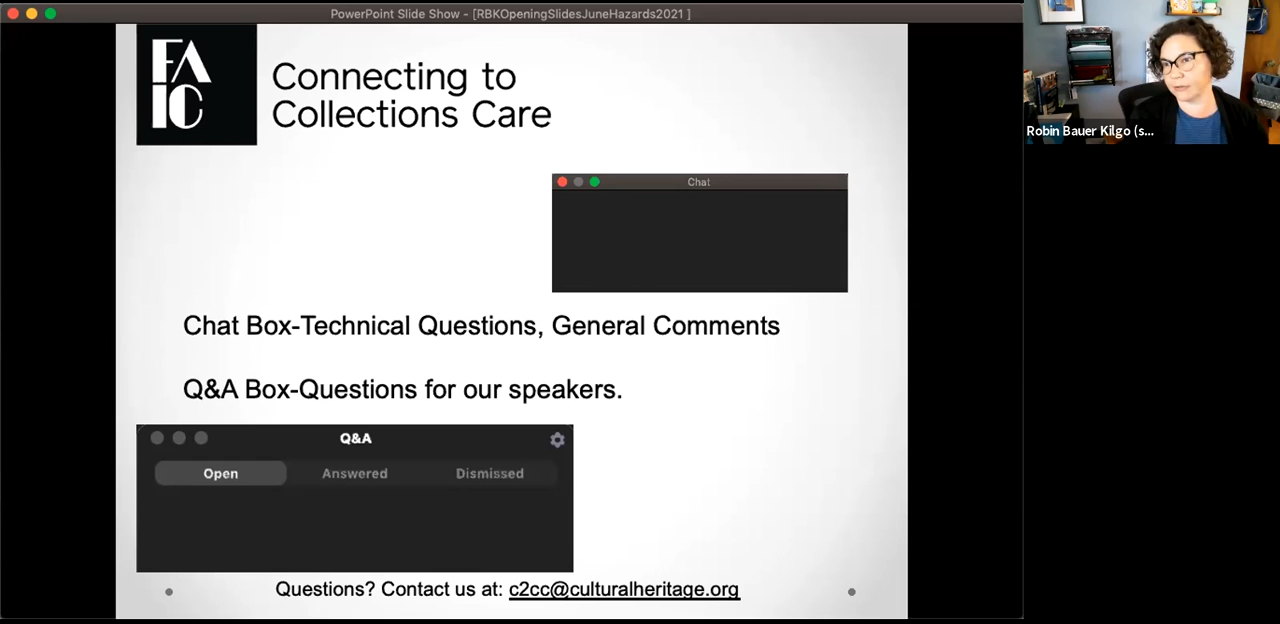 PowerPoint Slide Show - [RBKOpeningSlidesJuneHazards2021 ]
FA
IC
Connecting to
Collections Care
Robin Bauer Kilgo (s...
Chat
Chat Box-Technical Questions, General Comments
Q&A Box-Questions for our speakers.
Q&A
Open Answered Dismissed
Questions? Contact us at: c2cc@culturalheritage.org